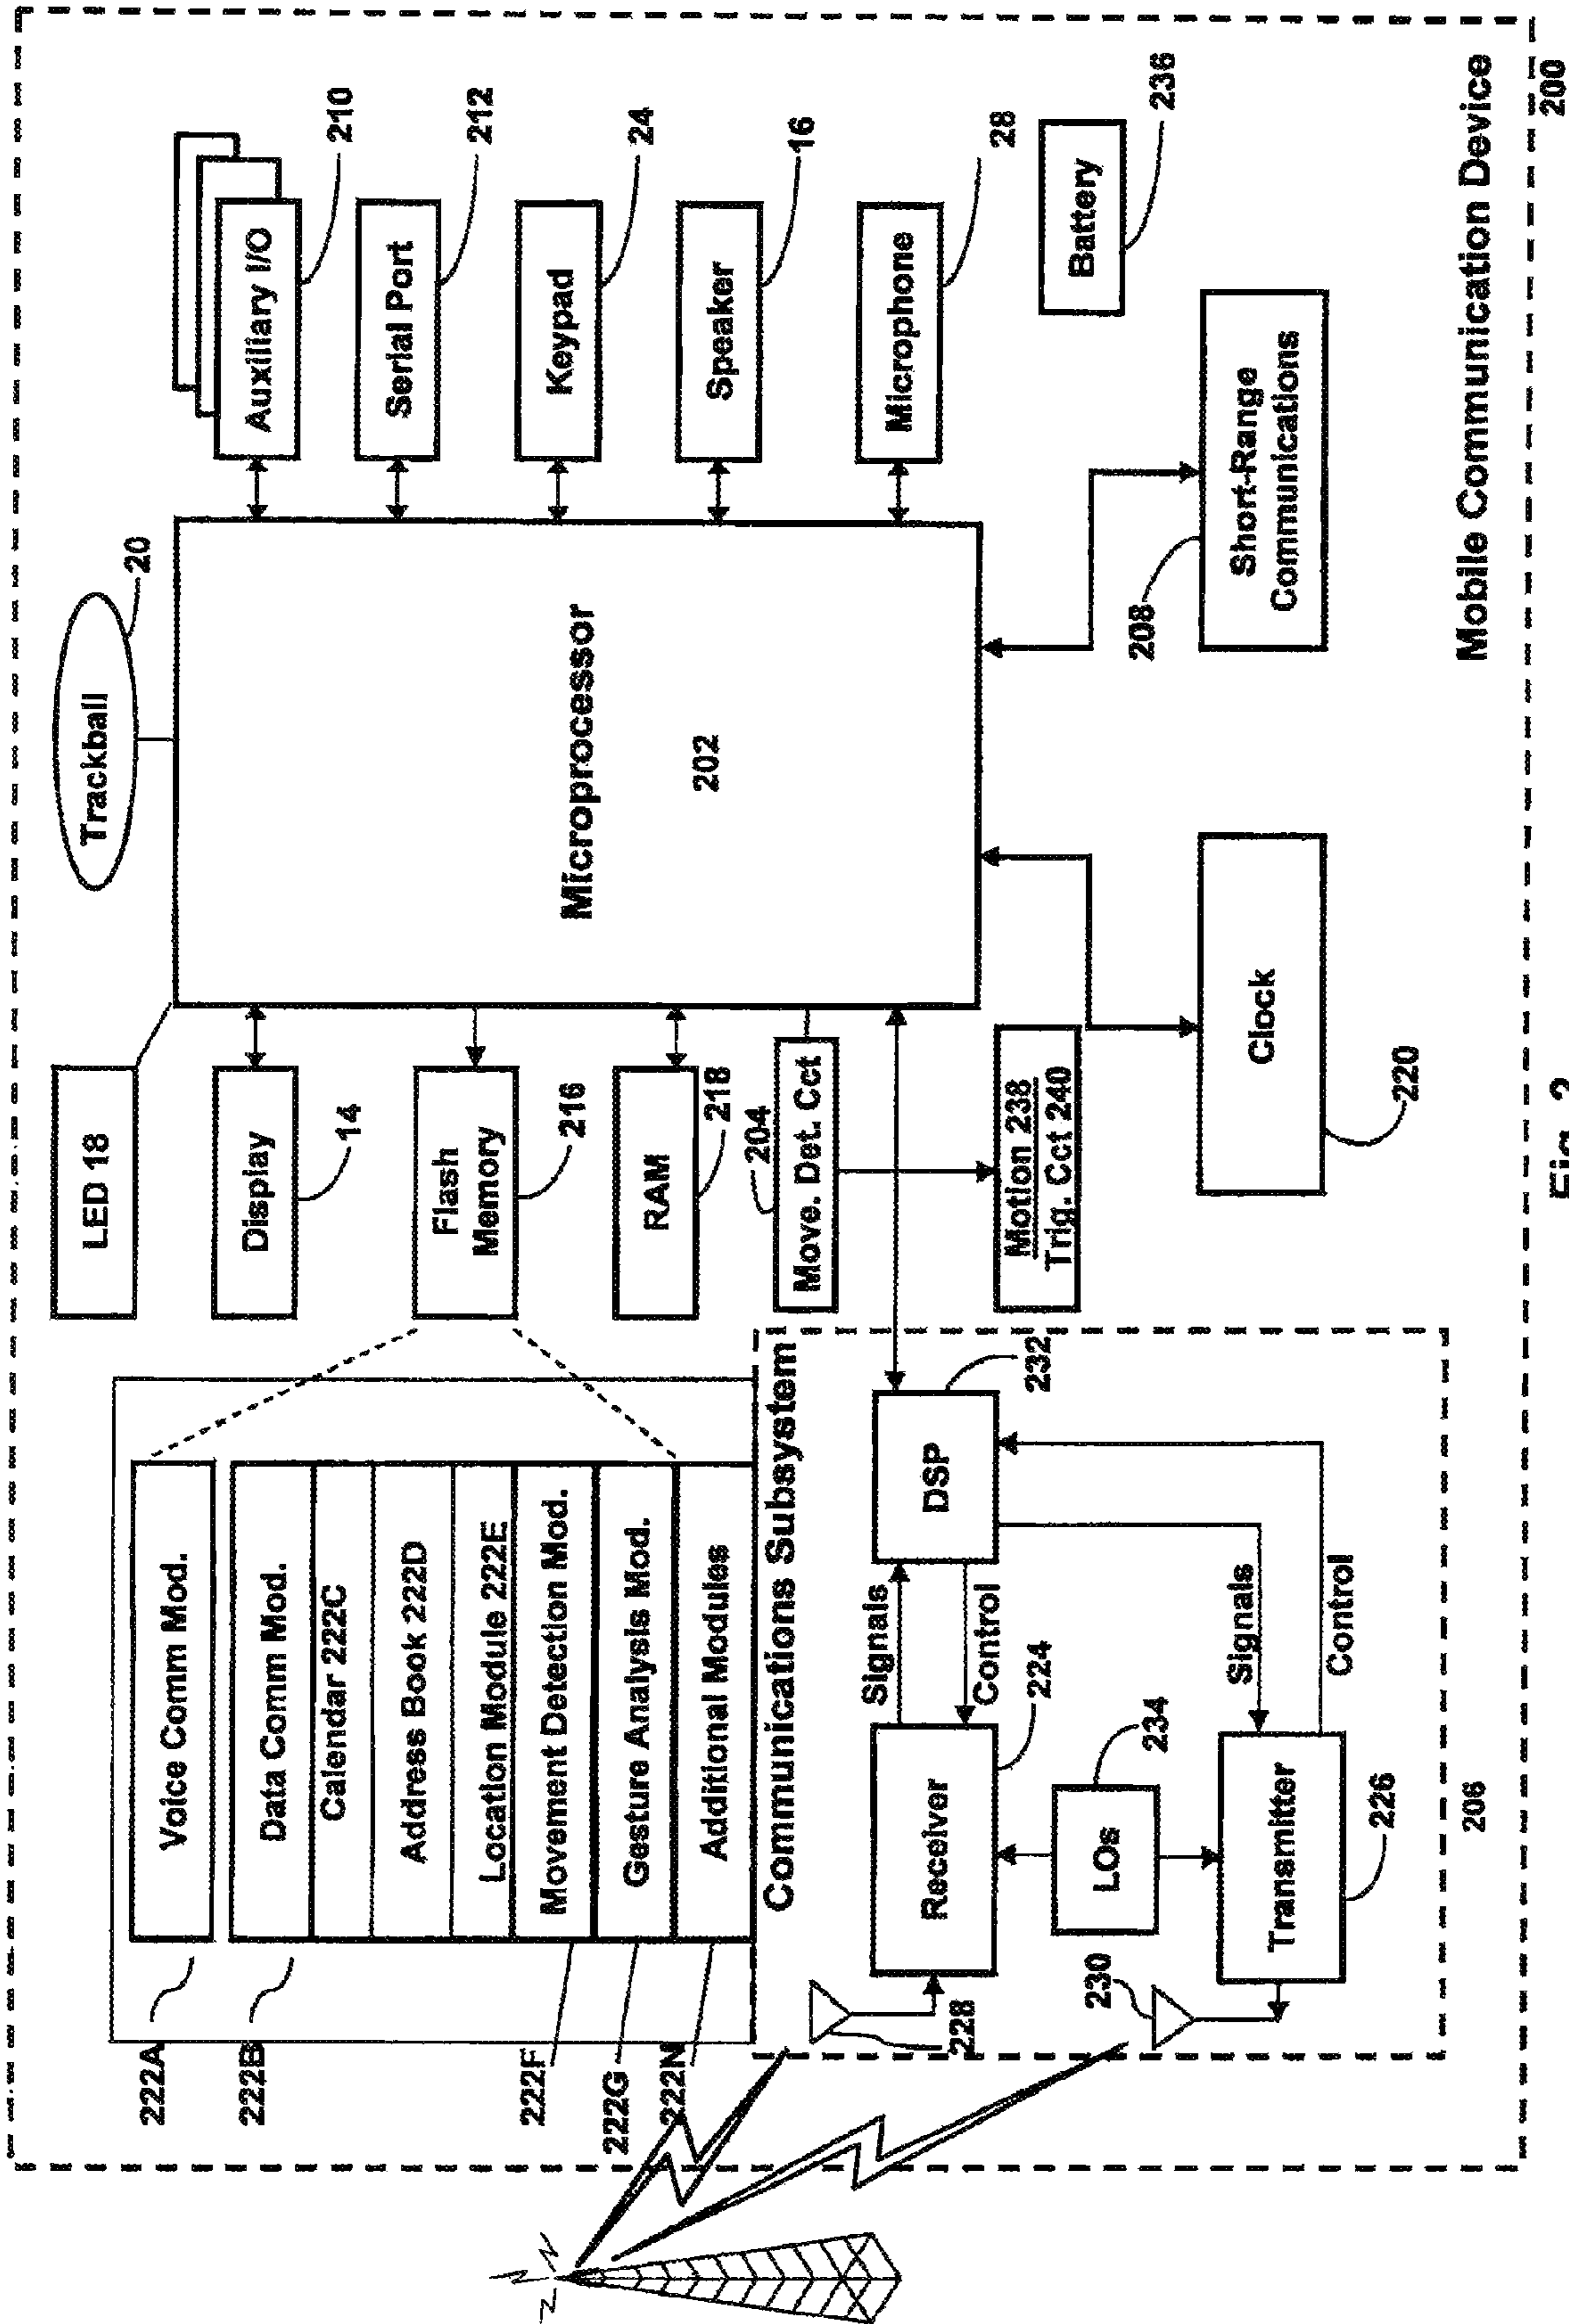 Trackball
20
LED 18
Display
14
Flash
Memory
216
RAM
218
204
Move. Det. Cct
Motion 238
Trig. Cct 240
Microprocessor
202
Auxiliary I/O
210
Serial Port
212
Keypad
24
Speaker
16
Microphone
28
Battery
236
Short-Range
Communications
208
Clock
220
222A
Voice Comm Mod.
222B
Data Comm Mod.
Calendar 222C
Address Book 222D
Location Module 222E
222F
Movement Detection Mod.
222G
Gesture Analysis Mod.
222N
Additional Modules
Communications Subsystem
228
Receiver
224
Signals
Control
DSP
232
LOs
234
230
Transmitter
226
Signals
Control
206
Mobile Communication Device
200
Fig. 2